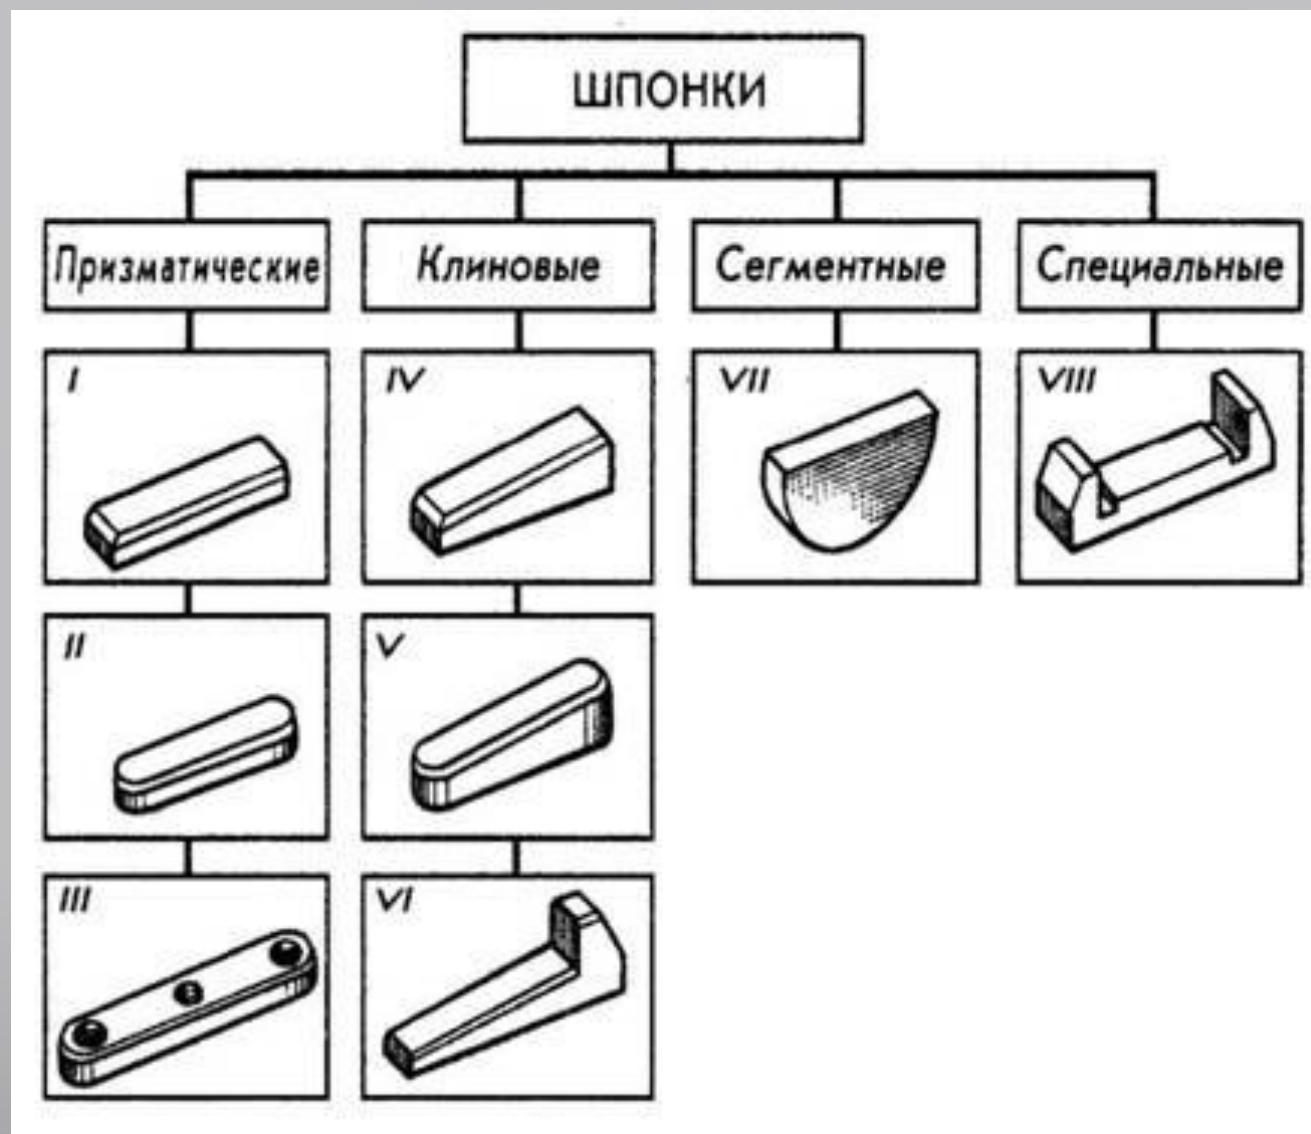 ШПОНКИ
Призматические
Клиновые
Сегментные
Специальные
I
IV
VII
VIII
II
V
III
VI